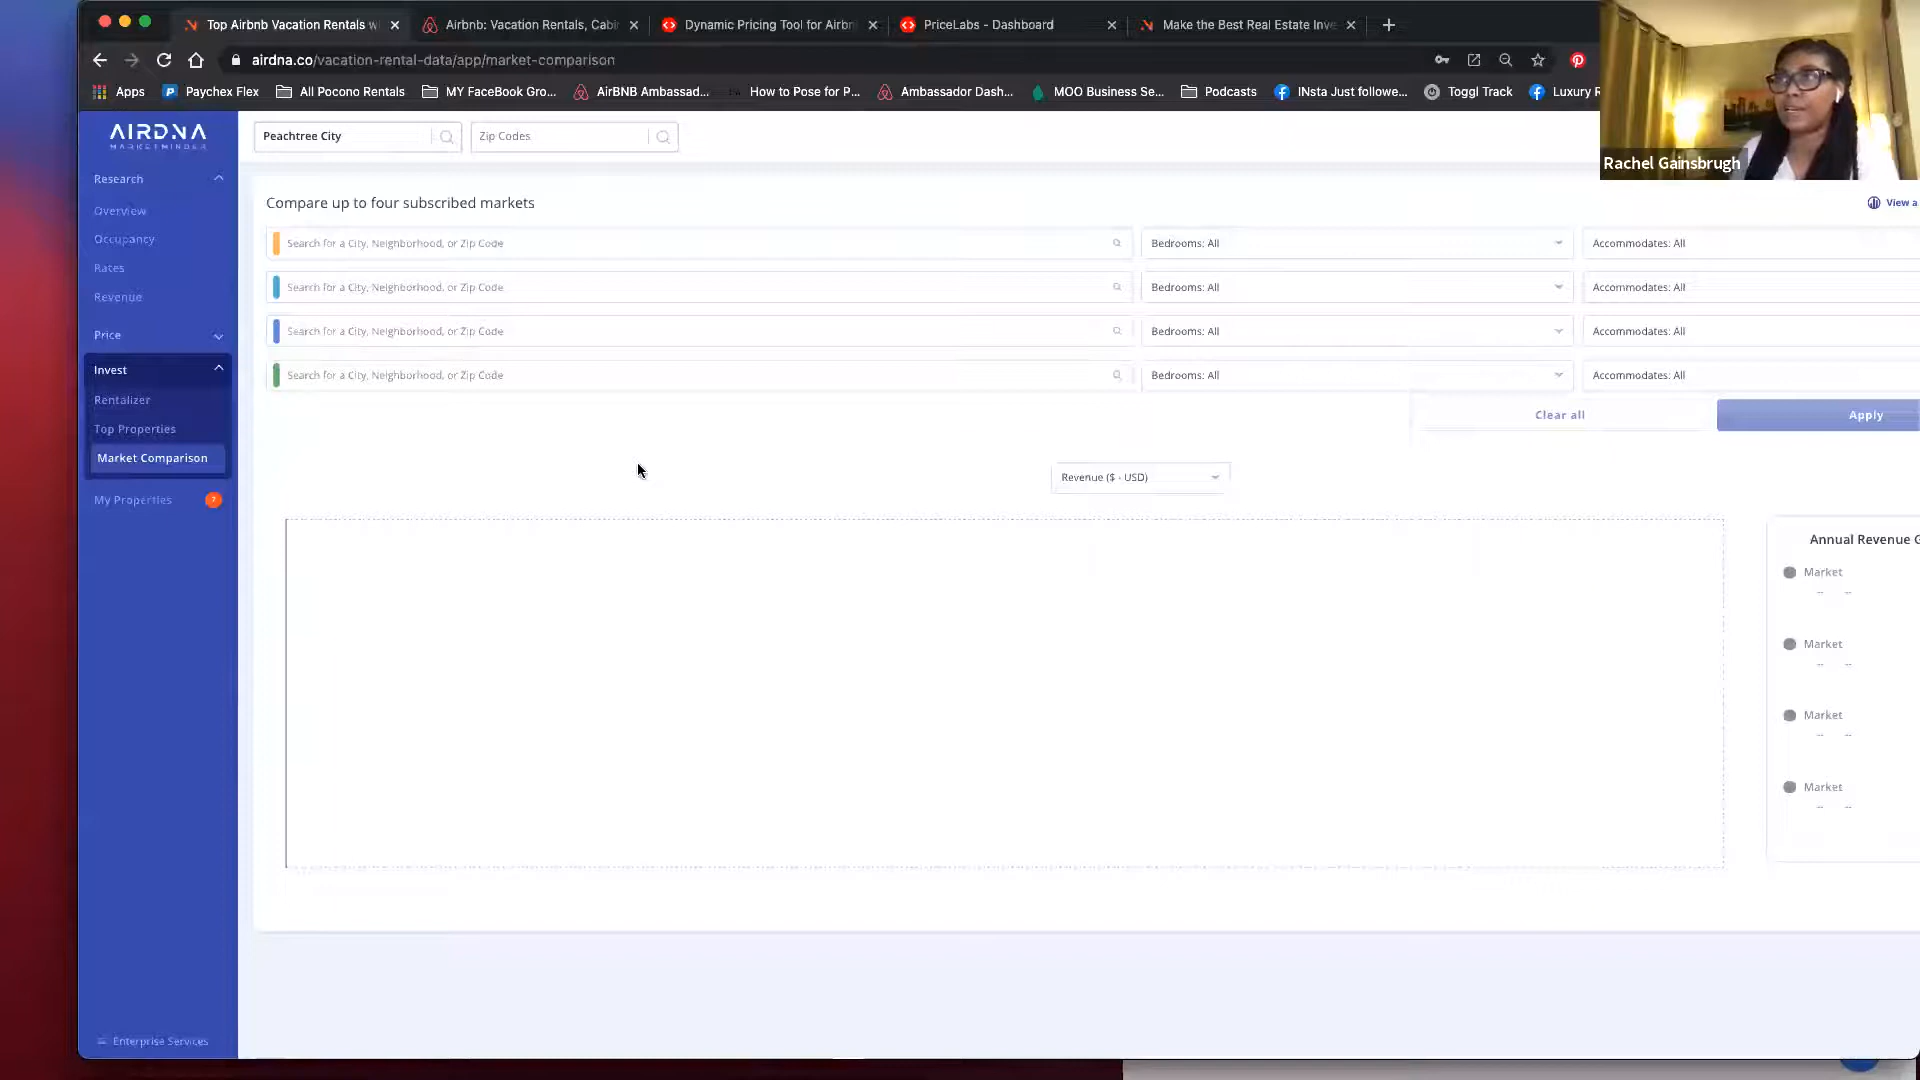 Top Airbnb Vacation Rentals w
Airbnb: Vacation Rentals, Cabi
Dynamic Pricing Tool for Airbn
PriceLabs - Dashboard
Make the Best Real Estate Inve
airdna.co/vacation-rental-data/app/market-comparison
Apps
Paychex Flex
All Pocono Rentals
MY FaceBook Gro...
AirBNB Ambassad...
How to Pose for P...
Ambassador Dash...
MOO Business Se...
Podcasts
INsta Just followe...
Toggl Track
Luxury R
Rachel Gainsbrugh
AIRDNA
MARKETMINDER
Peachtree City
Zip Codes
Research
Overview
Occupancy
Rates
Revenue
Price
Invest
Rentalizer
Top Properties
Market Comparison
My Properties
?
Enterprise Services
Compare up to four subscribed markets
View a
Search for a City, Neighborhood, or Zip Code
Bedrooms: All
Accommodates: All
Search for a City, Neighborhood, or Zip Code
Bedrooms: All
Accommodates: All
Search for a City, Neighborhood, or Zip Code
Bedrooms: All
Accommodates: All
Search for a City, Neighborhood, or Zip Code
Bedrooms: All
Accommodates: All
Clear all
Apply
Revenue ($ - USD)
Annual Revenue G
Market
-- --
Market
-- --
Market
-- --
Market
-- --